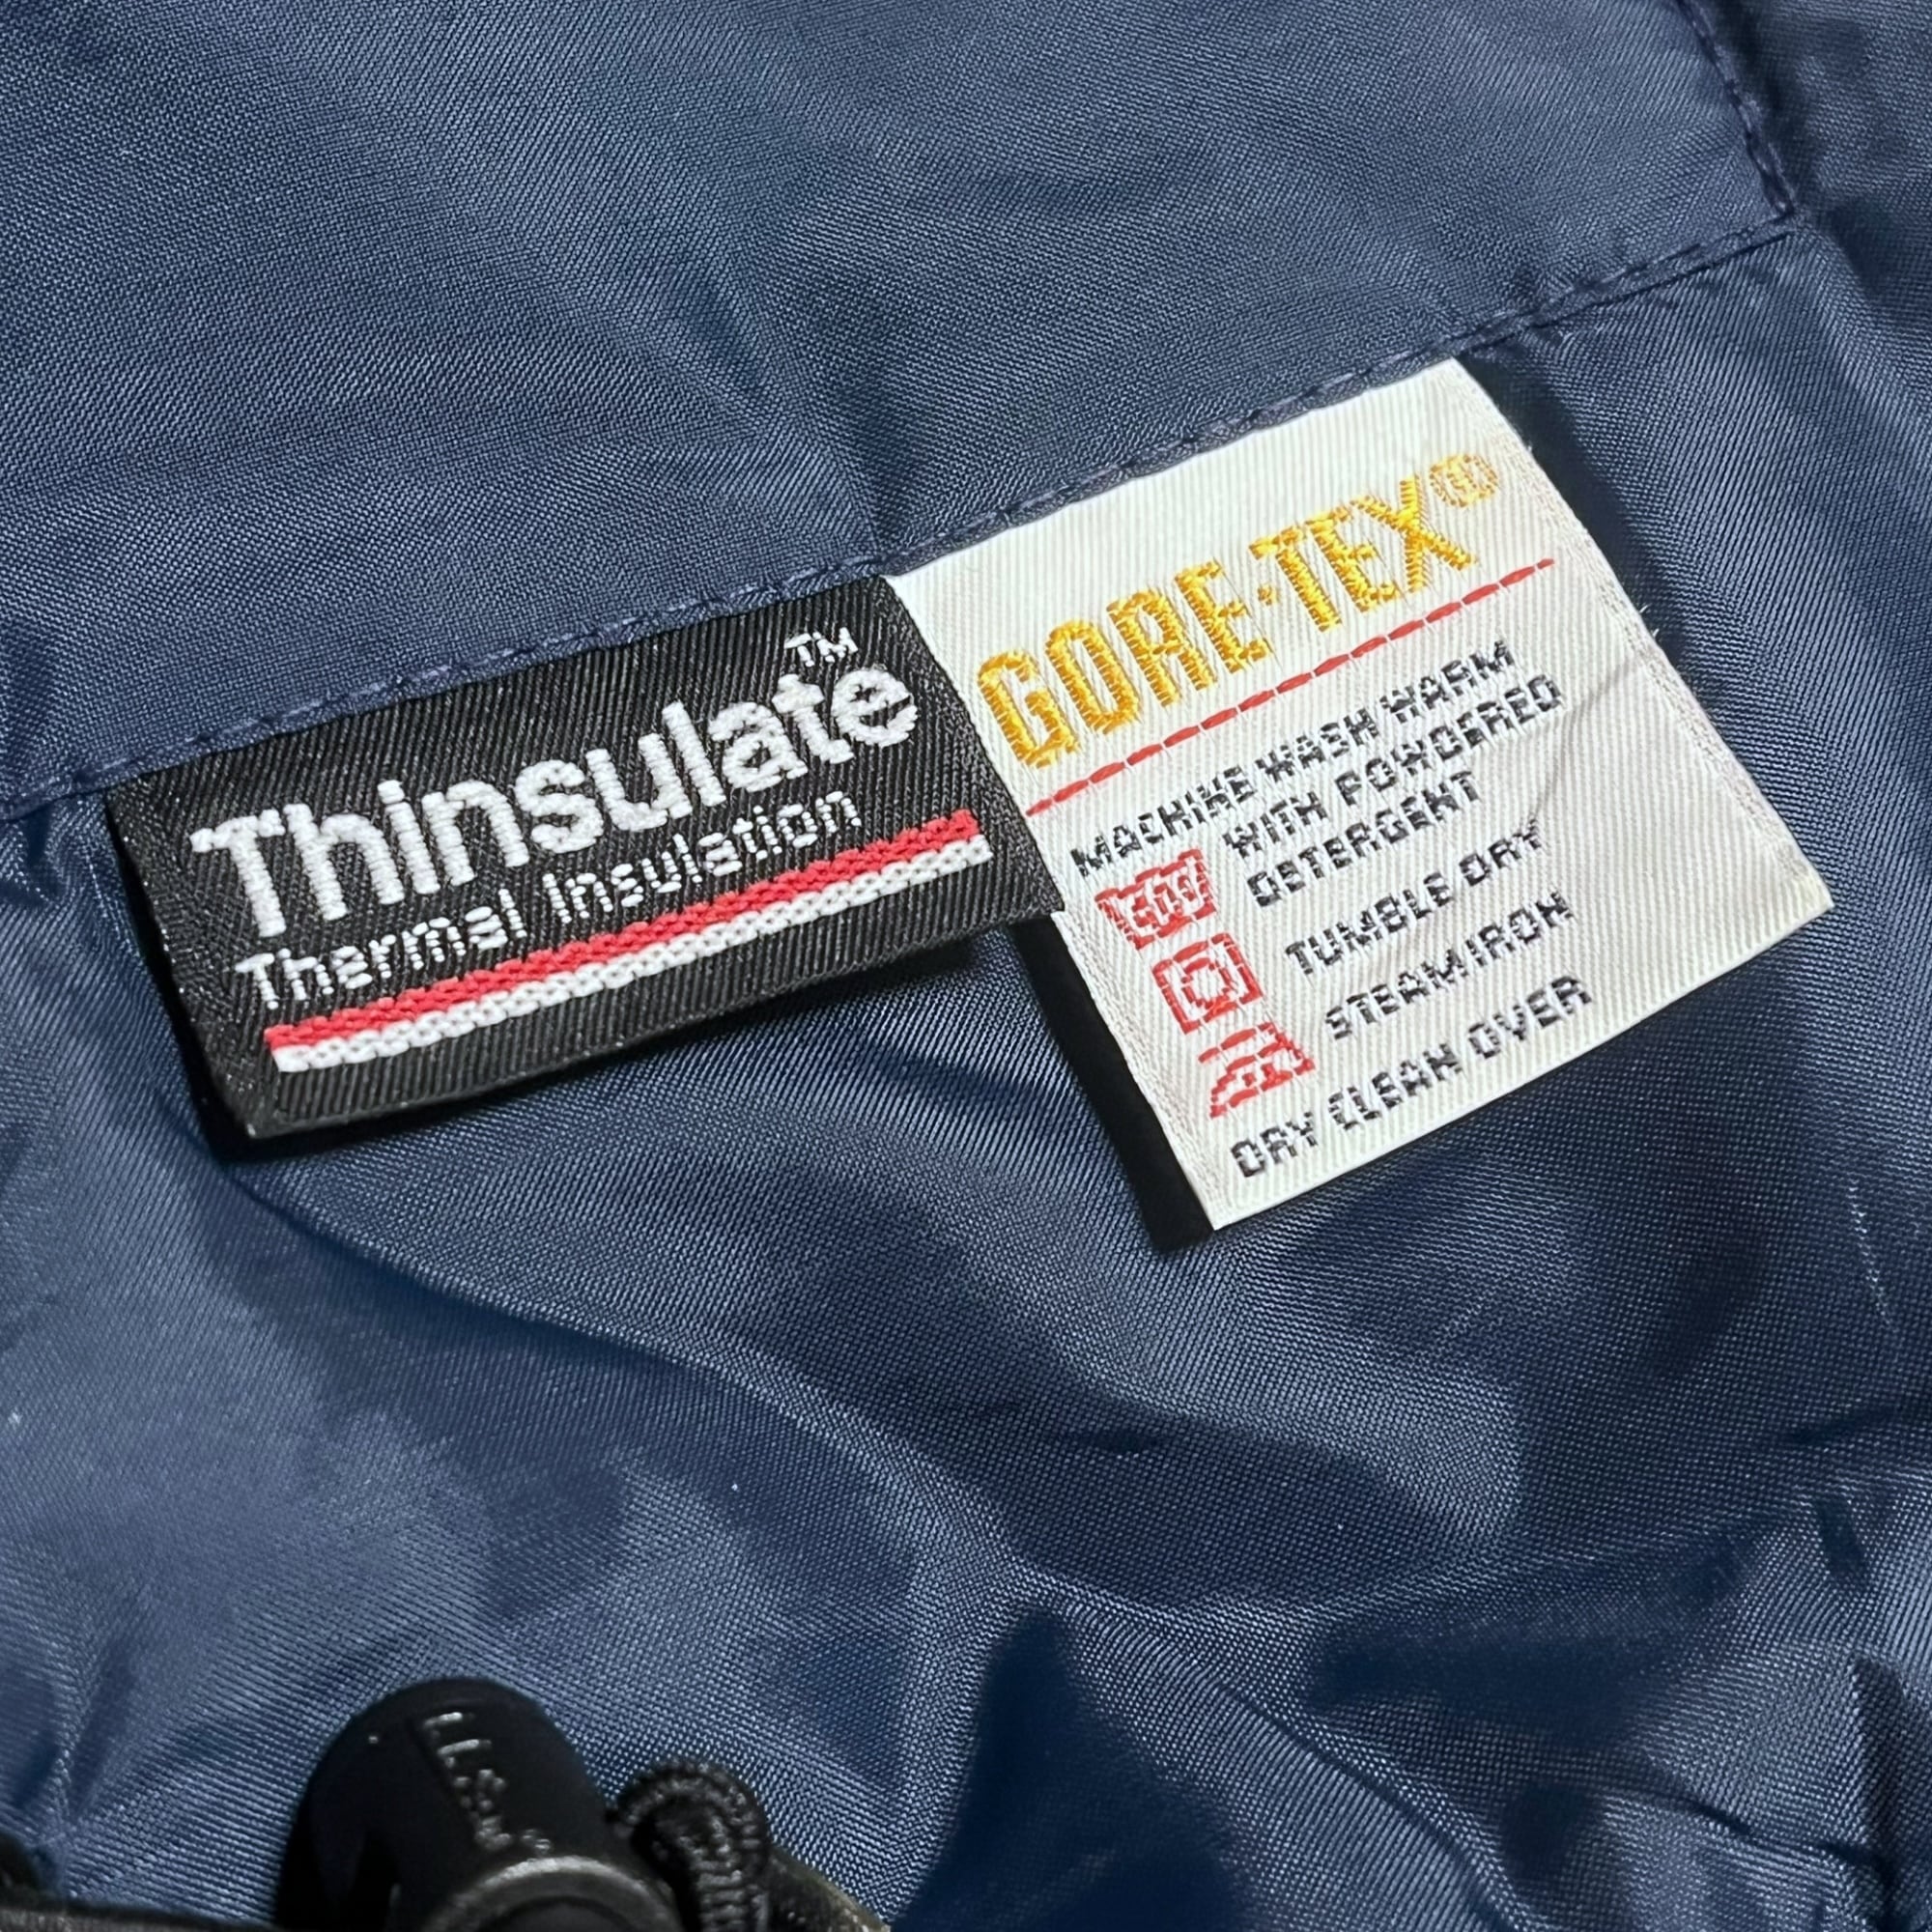 Thinsulate™
Thermal Insulation
GORE-TEX®
MACHINE WASH WARM
WITH POWDERED
DETERGENT
TUMBLE DRY
STEAM IRON
DRY CLEAN OVER